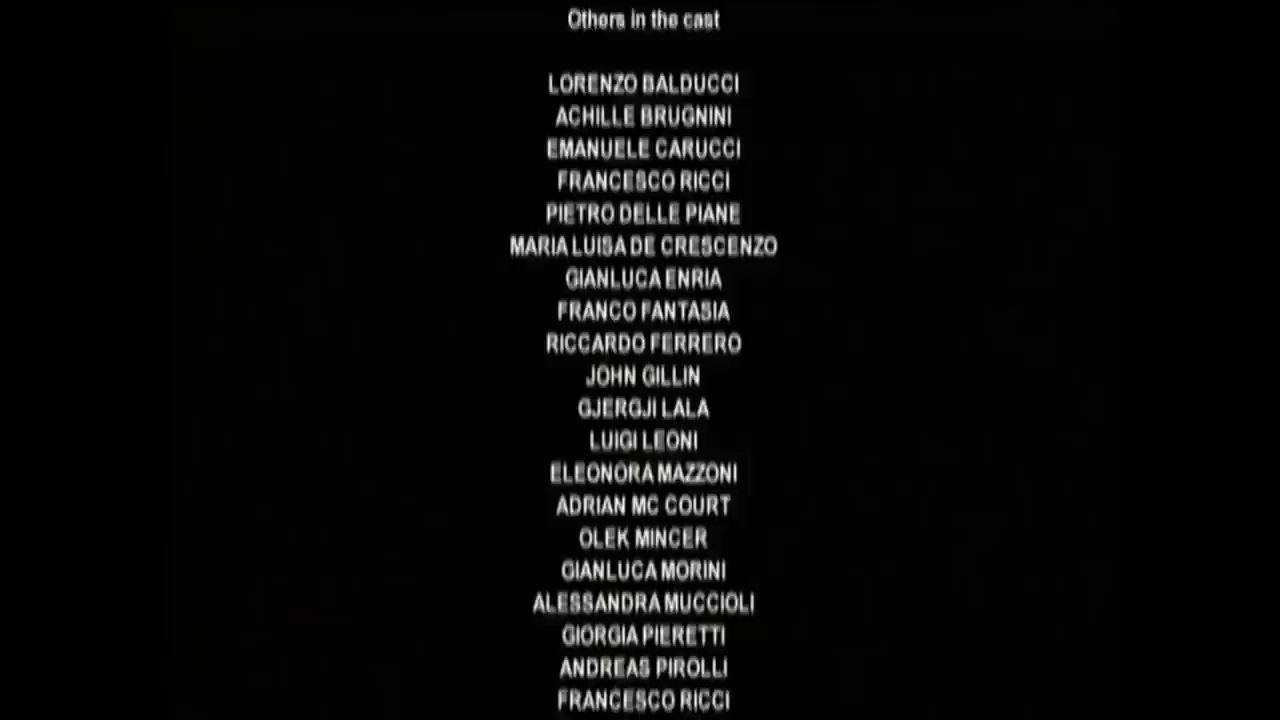 Others in the cast
LORENZO BALDUCCI
ACHILLE BRUGNINI
EMANUELE CARUCCI
FRANCESCO RICCI
PIETRO DELLE PIANE
MARIA LUISA DE CRESCENZO
GIANLUCA ENRIA
FRANCO FANTASIA
RICCARDO FERRERO
JOHN GILLIN
GJERGJI LALA
LUIGI LEONI
ELEONORA MAZZONI
ADRIAN MC COURT
OLEK MINCER
GIANLUCA MORINI
ALESSANDRA MUCCIOLI
GIORGIA PIERETTI
ANDREAS PIROLLI
FRANCESCO RICCI